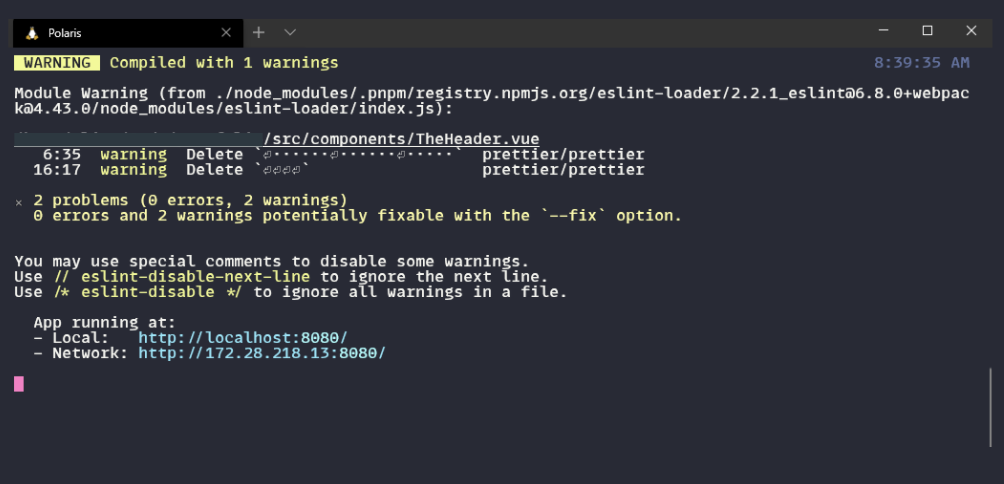 Polaris
WARNING Compiled with 1 warnings 8:39:35 AM
Module Warning (from ./node_modules/.pnpm/registry.npmjs.org/eslint-loader/2.2.1_eslint@6.8.0+webpac
k@4.43.0/node_modules/eslint-loader/index.js):
/src/components/TheHeader.vue
6:35 warning Delete `⏎······⏎······⏎·····` prettier/prettier
16:17 warning Delete `⏎⏎⏎⏎` prettier/prettier
× 2 problems (0 errors, 2 warnings)
0 errors and 2 warnings potentially fixable with the `--fix` option.
You may use special comments to disable some warnings.
Use // eslint-disable-next-line to ignore the next line.
Use /* eslint-disable */ to ignore all warnings in a file.
App running at:
- Local: http://localhost:8080/
- Network: http://172.28.218.13:8080/